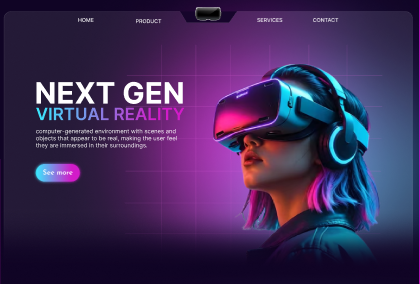 HOME
PRODUCT
SERVICES
CONTACT
NEXT GEN
VIRTUAL REALITY
computer-generated environment with scenes and
objects that appear to be real, making the user feel
they are immersed in their surroundings.
See more